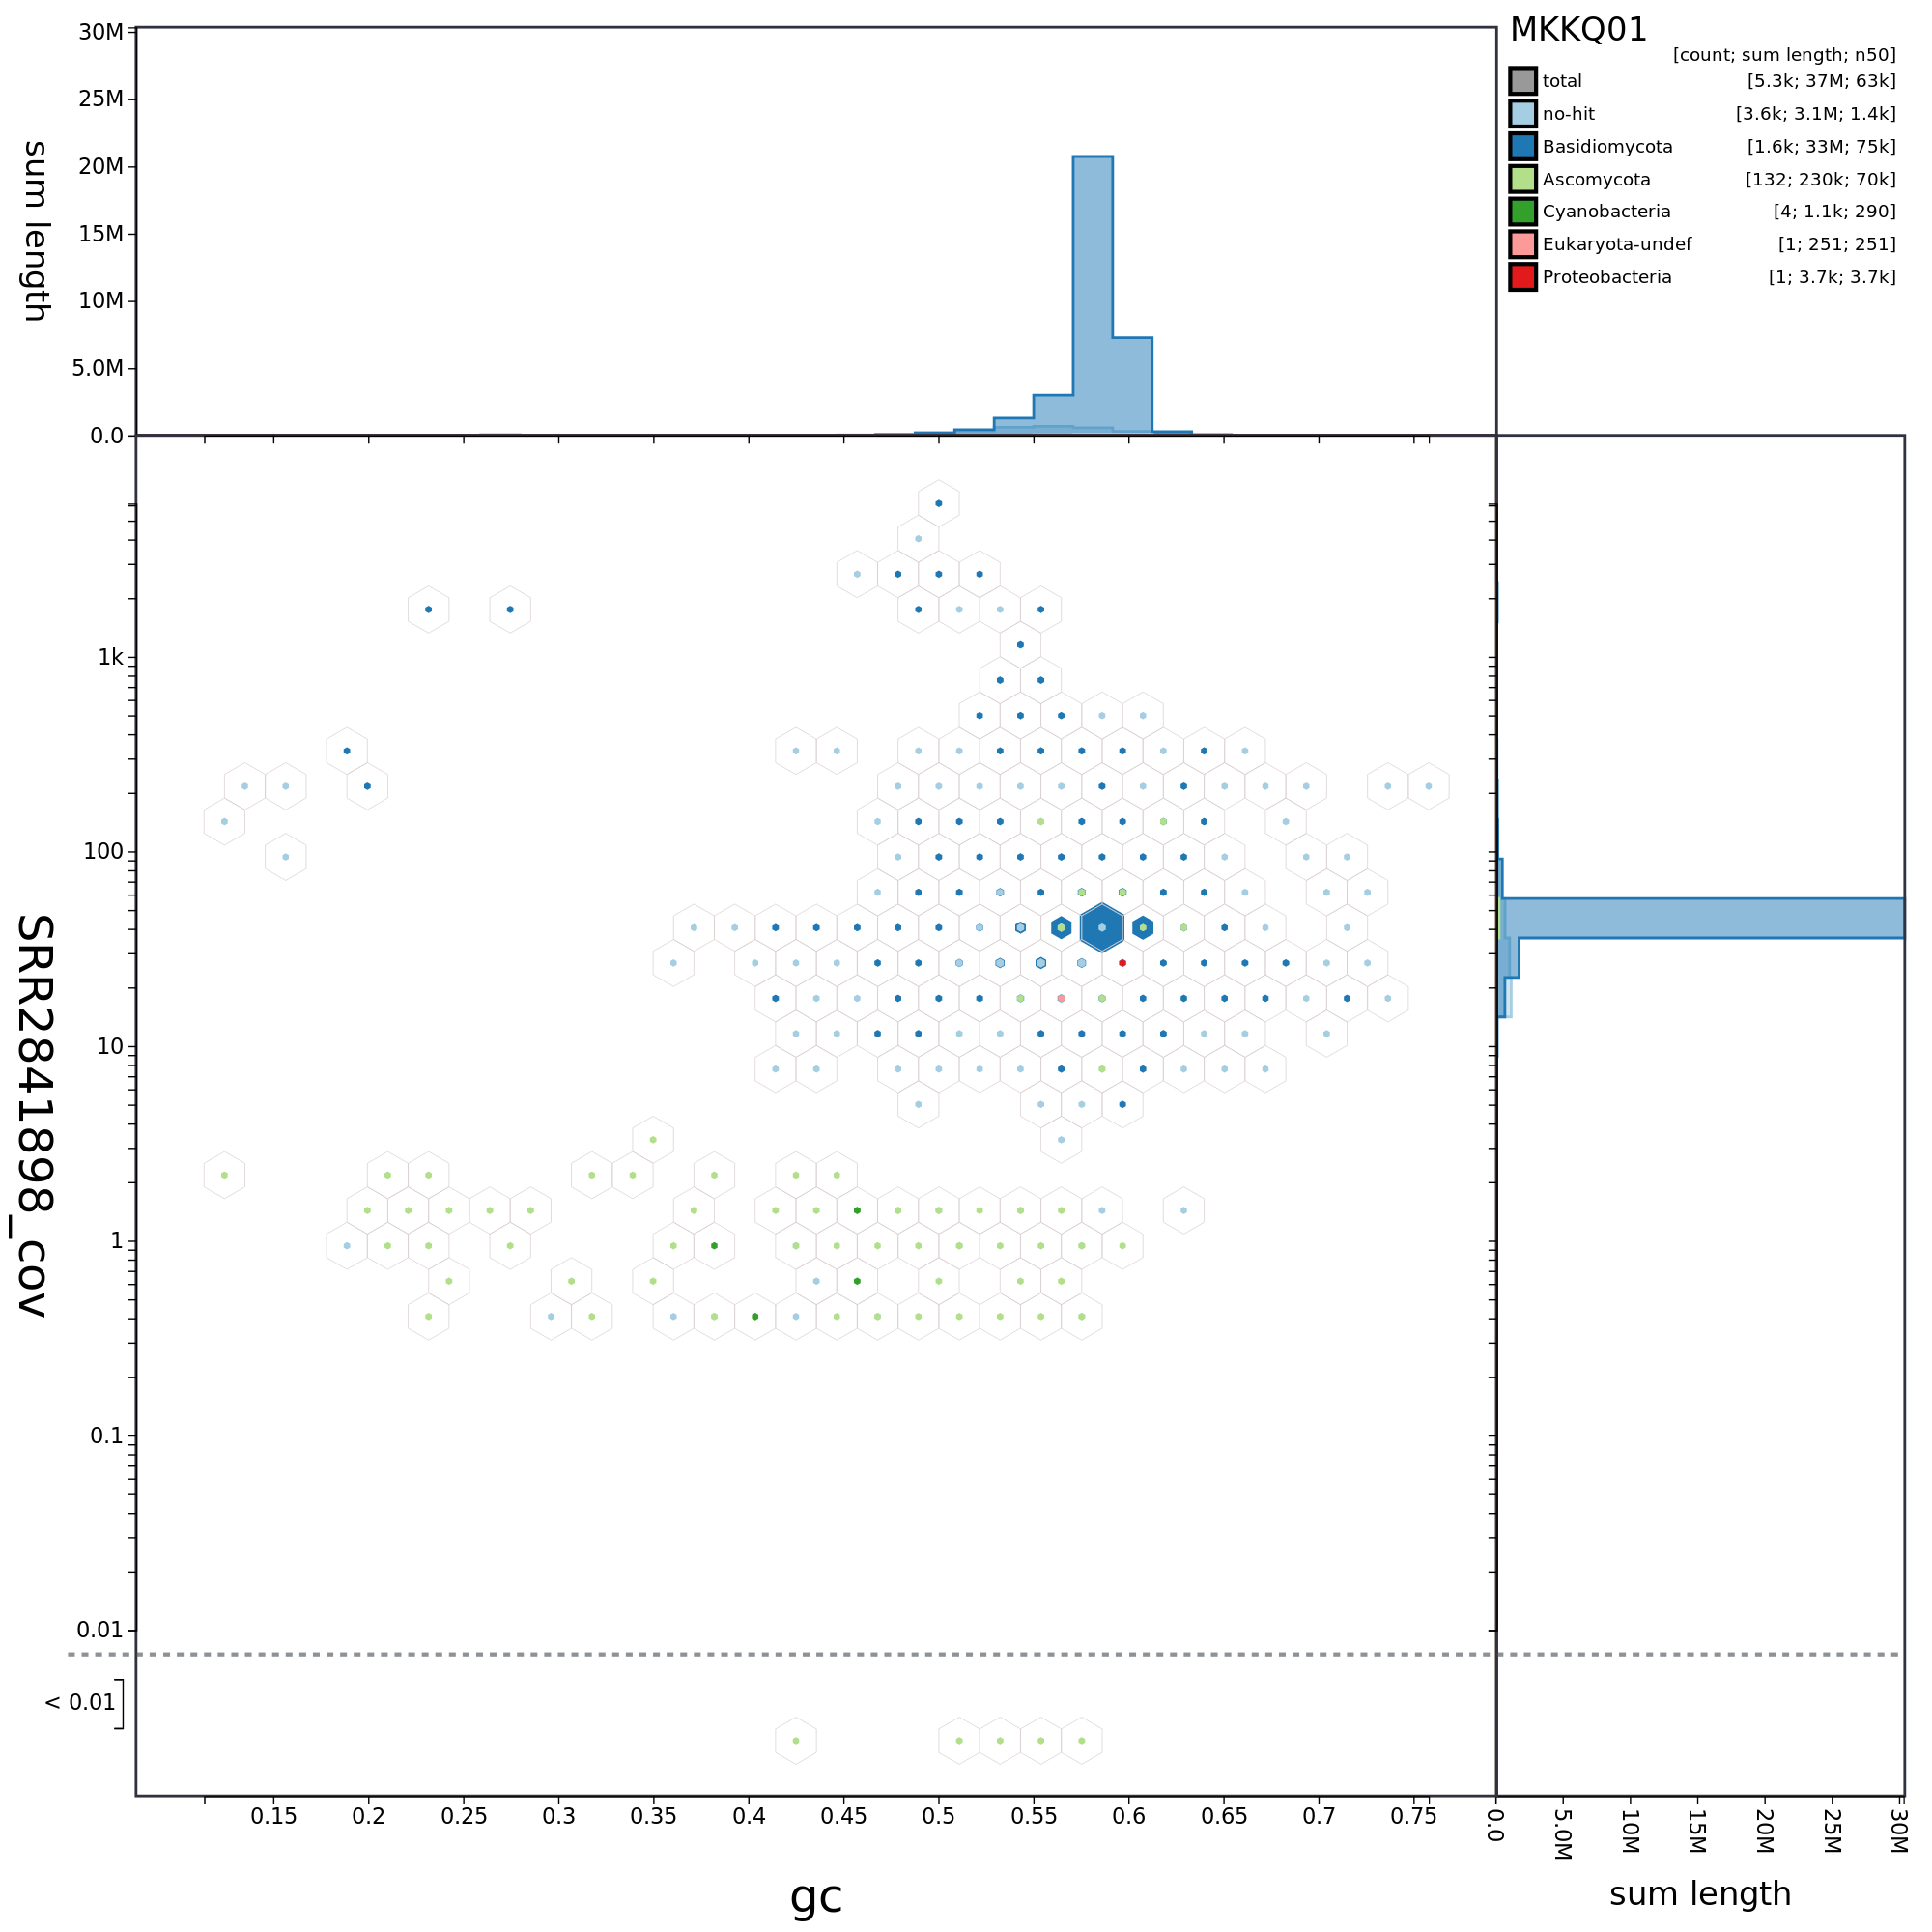 MKKQ01
[count; sum length; n50]
total [5.3k; 37M; 63k]
no-hit [3.6k; 3.1M; 1.4k]
Basidiomycota [1.6k; 33M; 75k]
Ascomycota [132; 230k; 70k]
Cyanobacteria [4; 1.1k; 290]
Eukaryota-undef [1; 251; 251]
Proteobacteria [1; 3.7k; 3.7k]
sum length
30M
25M
20M
15M
10M
5.0M
0.0
SRR2841898_cov
1k
100
10
1
0.1
0.01
< 0.01
0.15 0.2 0.25 0.3 0.35 0.4 0.45 0.5 0.55 0.6 0.65 0.7 0.75
gc
0.0 5.0M 10M 15M 20M 25M 30M
sum length